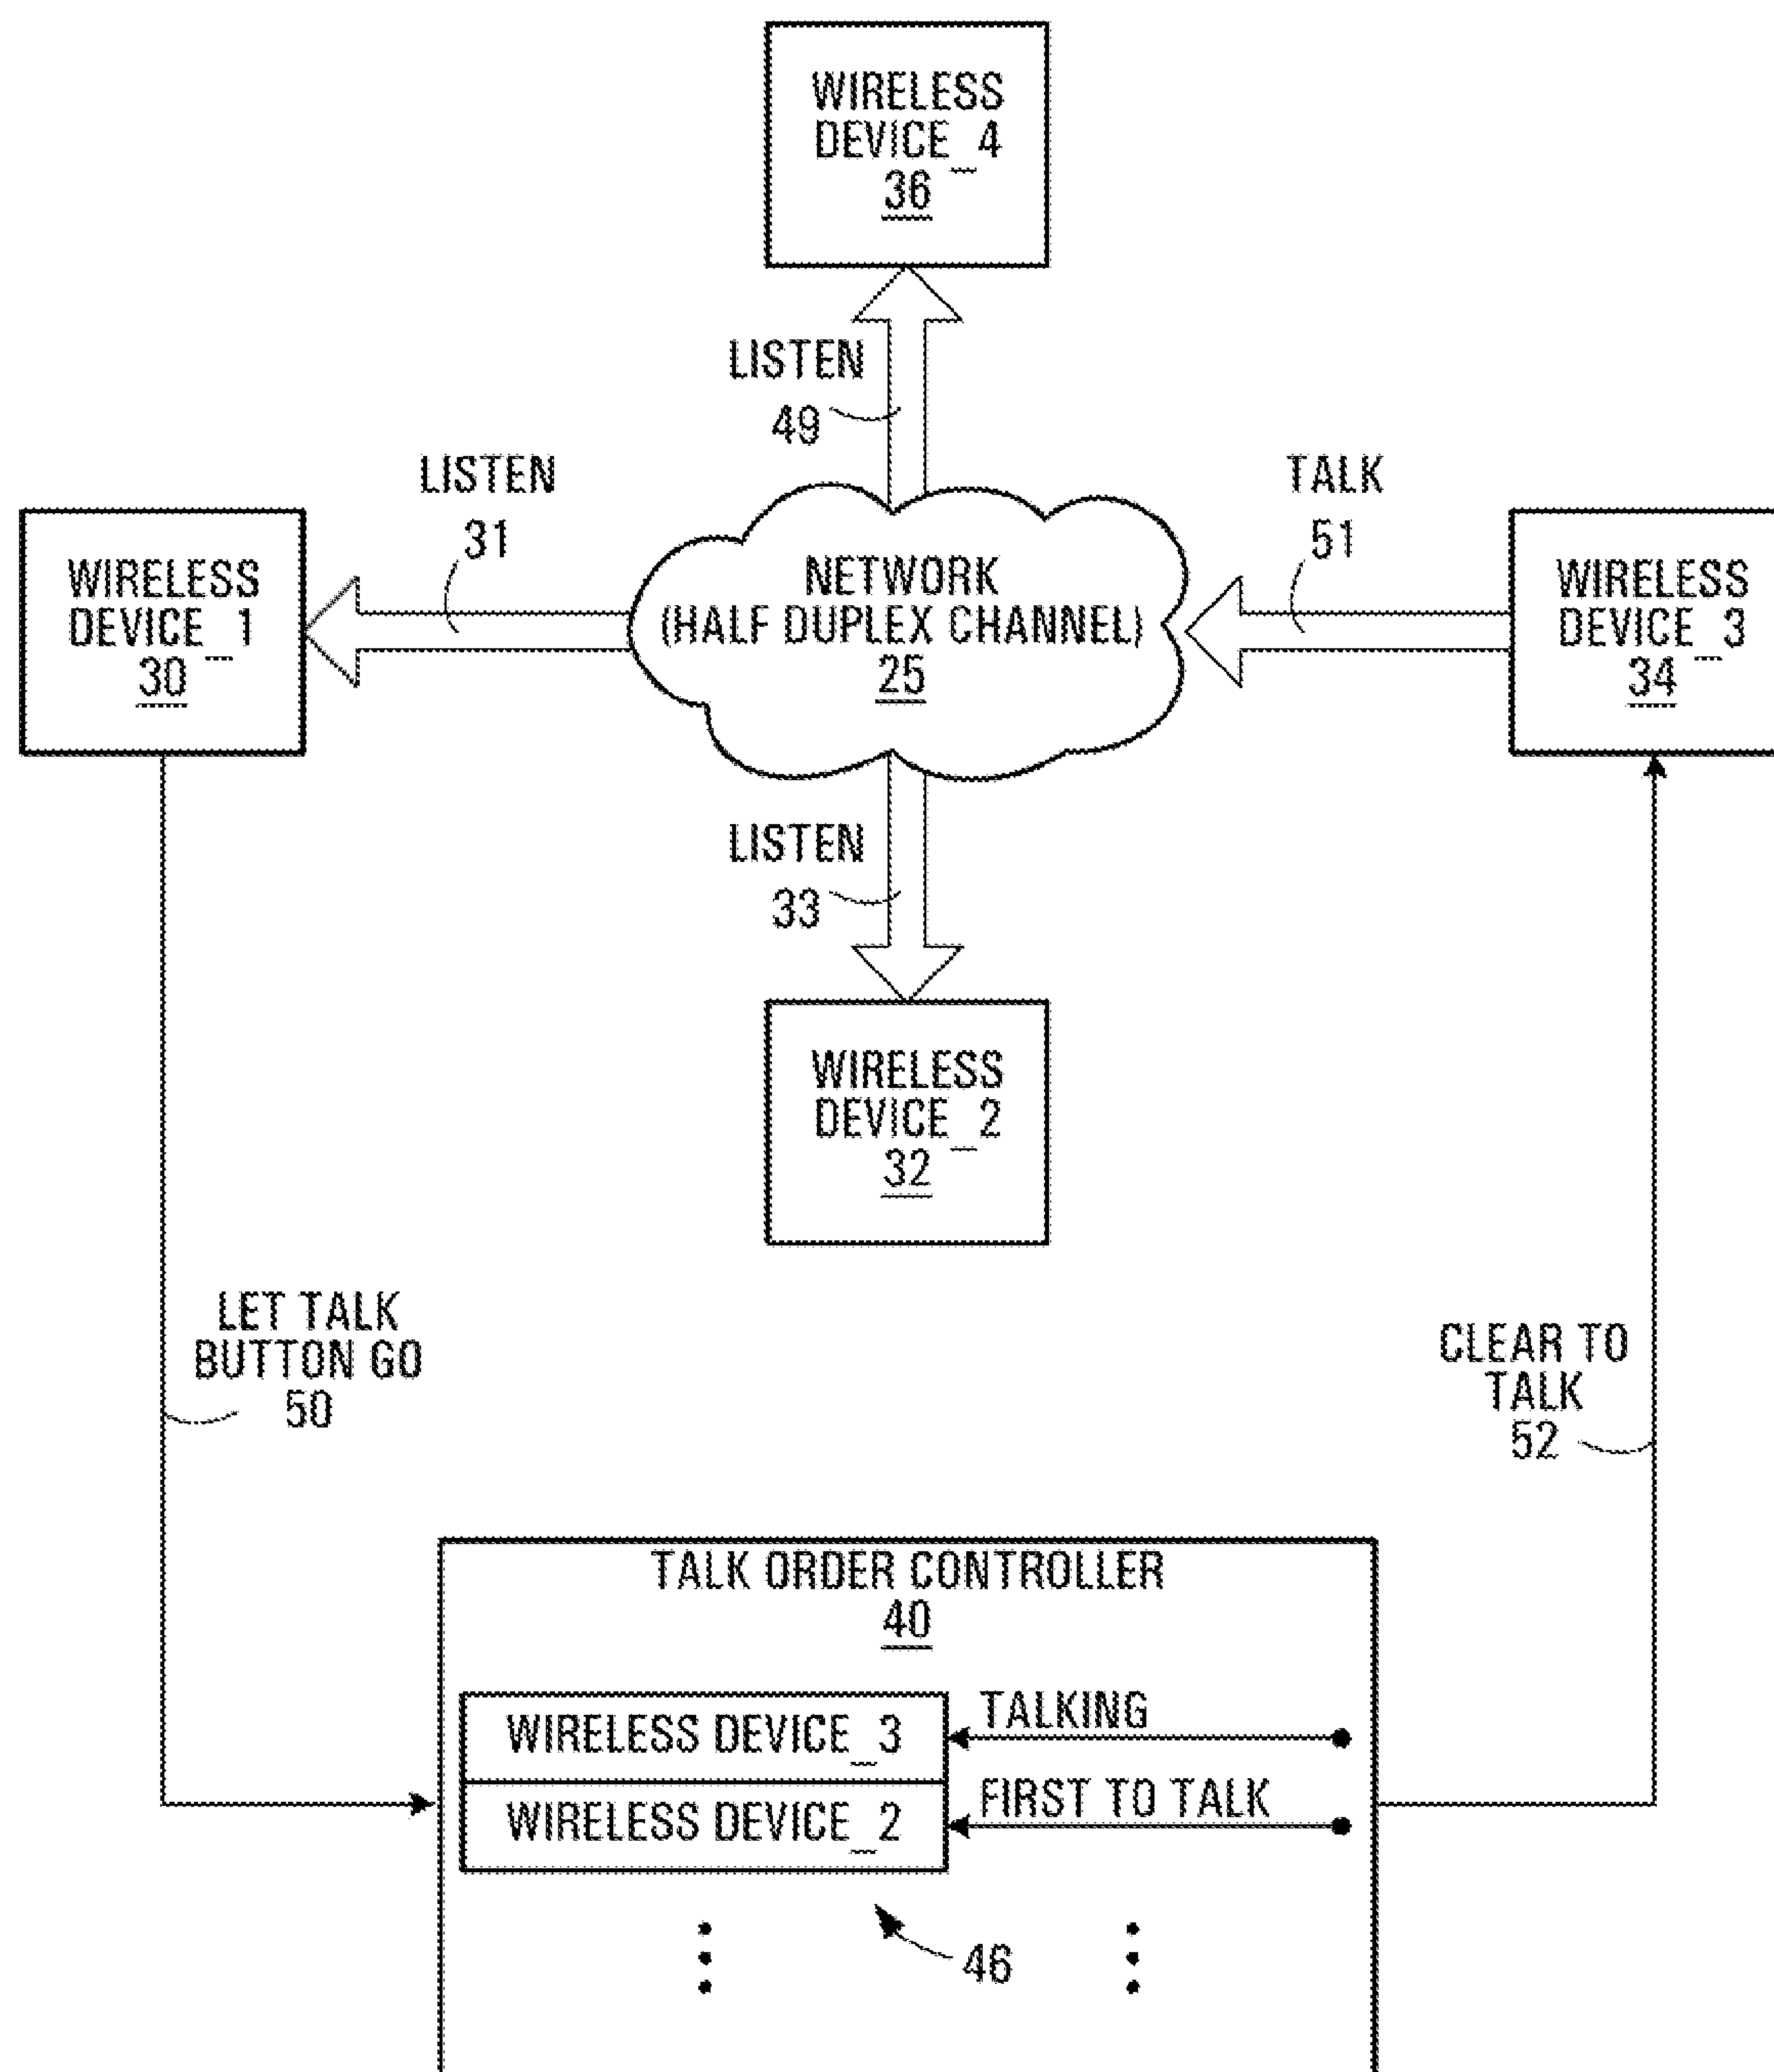 WIRELESS
DEVICE_4
36
LISTEN
49
LISTEN
31
TALK
51
WIRELESS
DEVICE_1
30
NETWORK
(HALF DUPLEX CHANNEL)
25
WIRELESS
DEVICE_3
34
LISTEN
33
WIRELESS
DEVICE_2
32
LET TALK
BUTTON GO
50
CLEAR TO
TALK
52
TALK ORDER CONTROLLER
40
WIRELESS DEVICE_3
TALKING
WIRELESS DEVICE_2
FIRST TO TALK
46